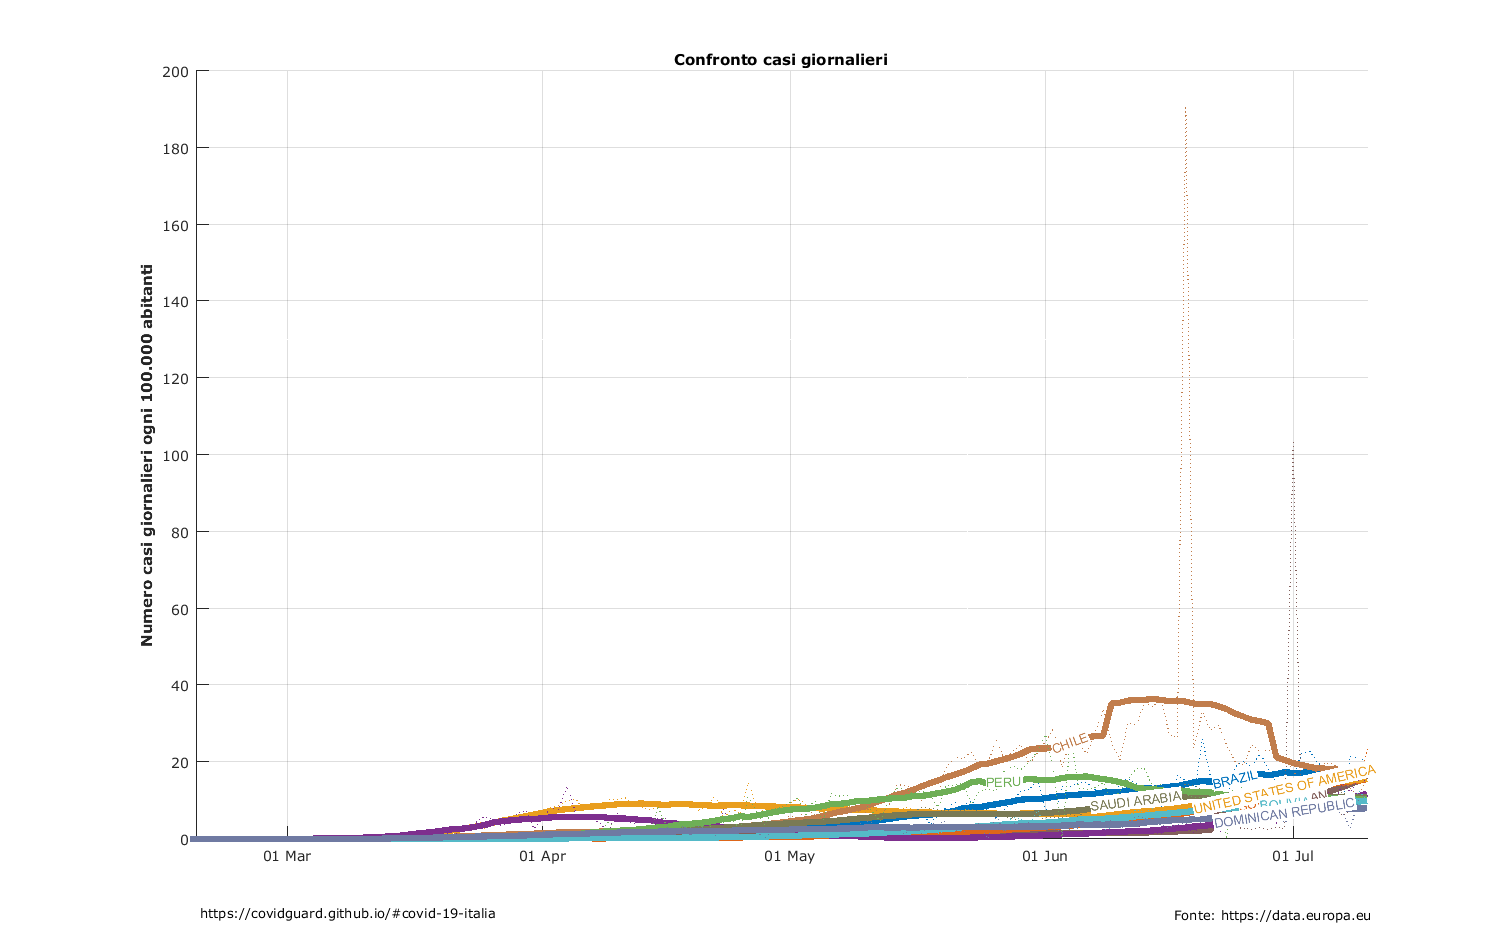 Confronto casi giornalieri
Numero casi giornalieri ogni 100.000 abitanti
200
180
160
140
120
100
80
60
40
20
0
CHILE
PERU
BRAZIL
SAUDI ARABIA
UNITED STATES OF AMERICA
BOLIVIA
DOMINICAN REPUBLIC
01 Mar
01 Apr
01 May
01 Jun
01 Jul
https://covidguard.github.io/#covid-19-italia
Fonte: https://data.europa.eu